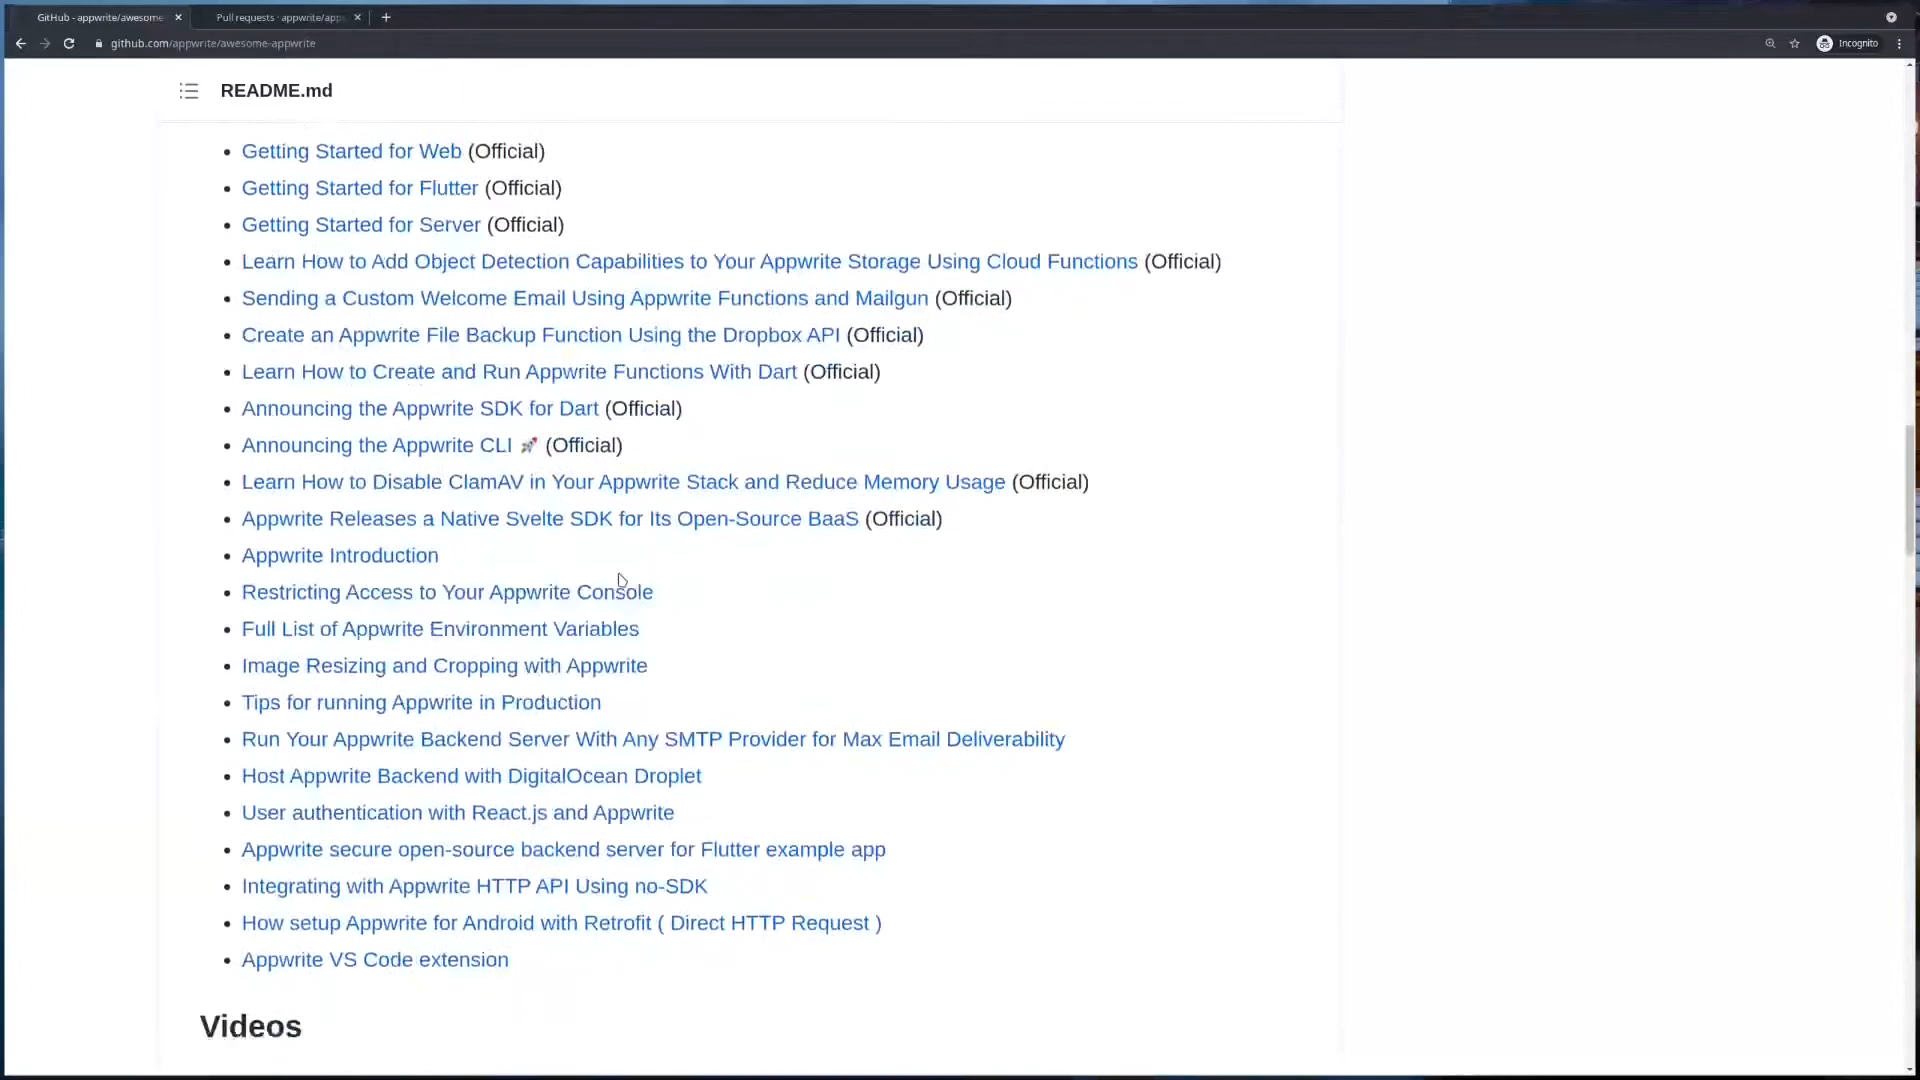 GitHub - appwrite/awesome
Pull requests · appwrite/app
github.com/appwrite/awesome-appwrite
Incognito
README.md
Getting Started for Web (Official)
Getting Started for Flutter (Official)
Getting Started for Server (Official)
Learn How to Add Object Detection Capabilities to Your Appwrite Storage Using Cloud Functions (Official)
Sending a Custom Welcome Email Using Appwrite Functions and Mailgun (Official)
Create an Appwrite File Backup Function Using the Dropbox API (Official)
Learn How to Create and Run Appwrite Functions With Dart (Official)
Announcing the Appwrite SDK for Dart (Official)
Announcing the Appwrite CLI 🚀 (Official)
Learn How to Disable ClamAV in Your Appwrite Stack and Reduce Memory Usage (Official)
Appwrite Releases a Native Svelte SDK for Its Open-Source BaaS (Official)
Appwrite Introduction
Restricting Access to Your Appwrite Console
Full List of Appwrite Environment Variables
Image Resizing and Cropping with Appwrite
Tips for running Appwrite in Production
Run Your Appwrite Backend Server With Any SMTP Provider for Max Email Deliverability
Host Appwrite Backend with DigitalOcean Droplet
User authentication with React.js and Appwrite
Appwrite secure open-source backend server for Flutter example app
Integrating with Appwrite HTTP API Using no-SDK
How setup Appwrite for Android with Retrofit ( Direct HTTP Request )
Appwrite VS Code extension
Videos